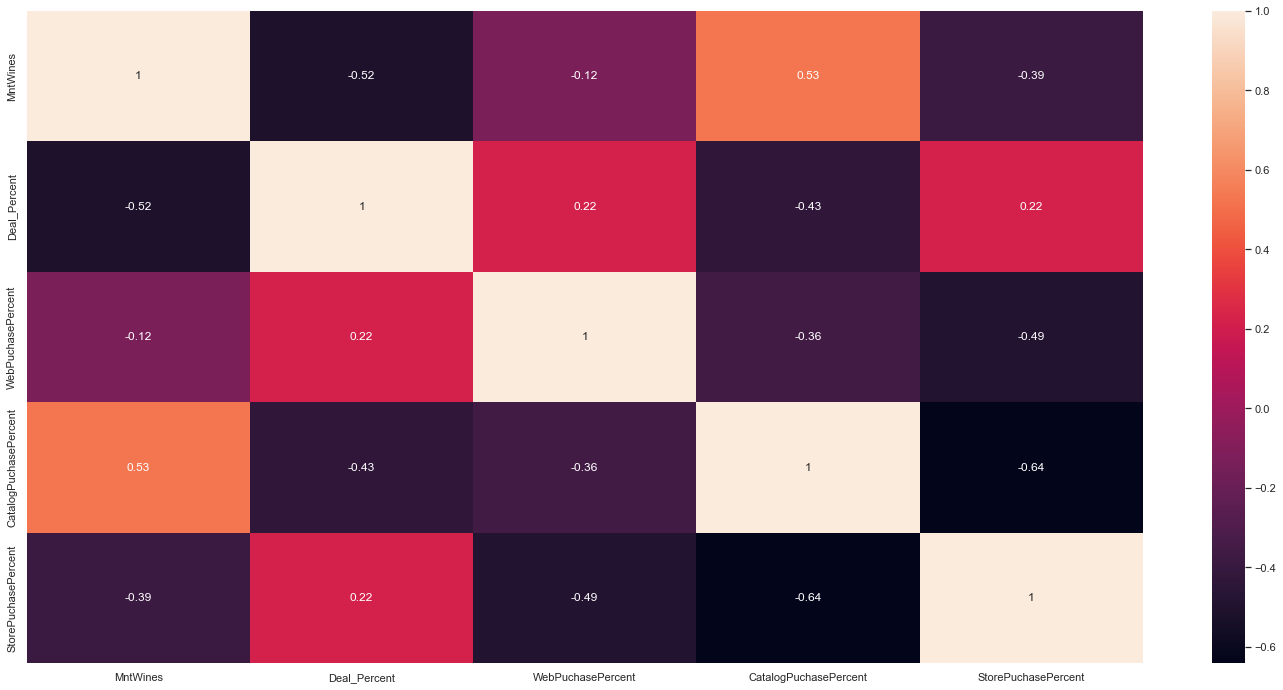 MntWines 1 -0.52 -0.12 0.53 -0.39
Deal_Percent -0.52 1 0.22 -0.43 0.22
WebPuchasePercent -0.12 0.22 1 -0.36 -0.49
CatalogPuchasePercent 0.53 -0.43 -0.36 1 -0.64
StorePuchasePercent -0.39 0.22 -0.49 -0.64 1
MntWines Deal_Percent WebPuchasePercent CatalogPuchasePercent StorePuchasePercent
1.0
0.8
0.6
0.4
0.2
0.0
−0.2
−0.4
−0.6